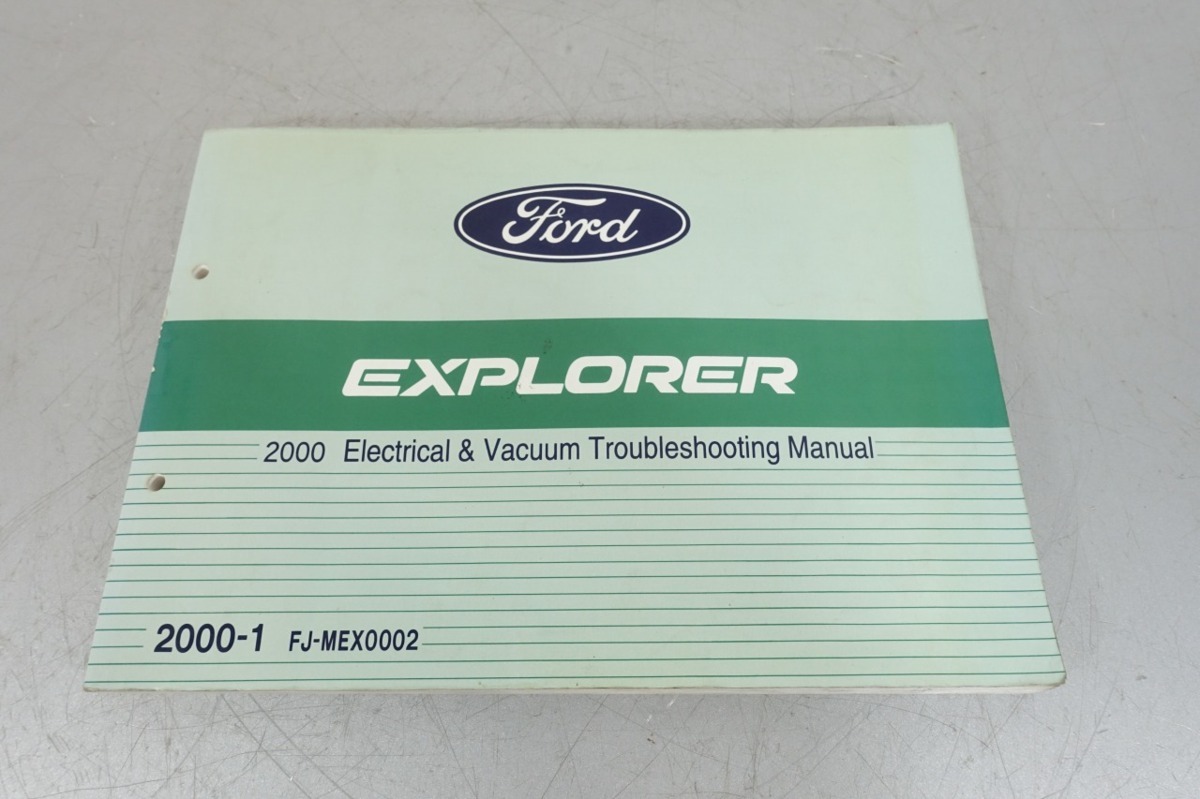 Ford
EXPLORER
2000 Electrical & Vacuum Troubleshooting Manual
2000-1 FJ-MEX0002